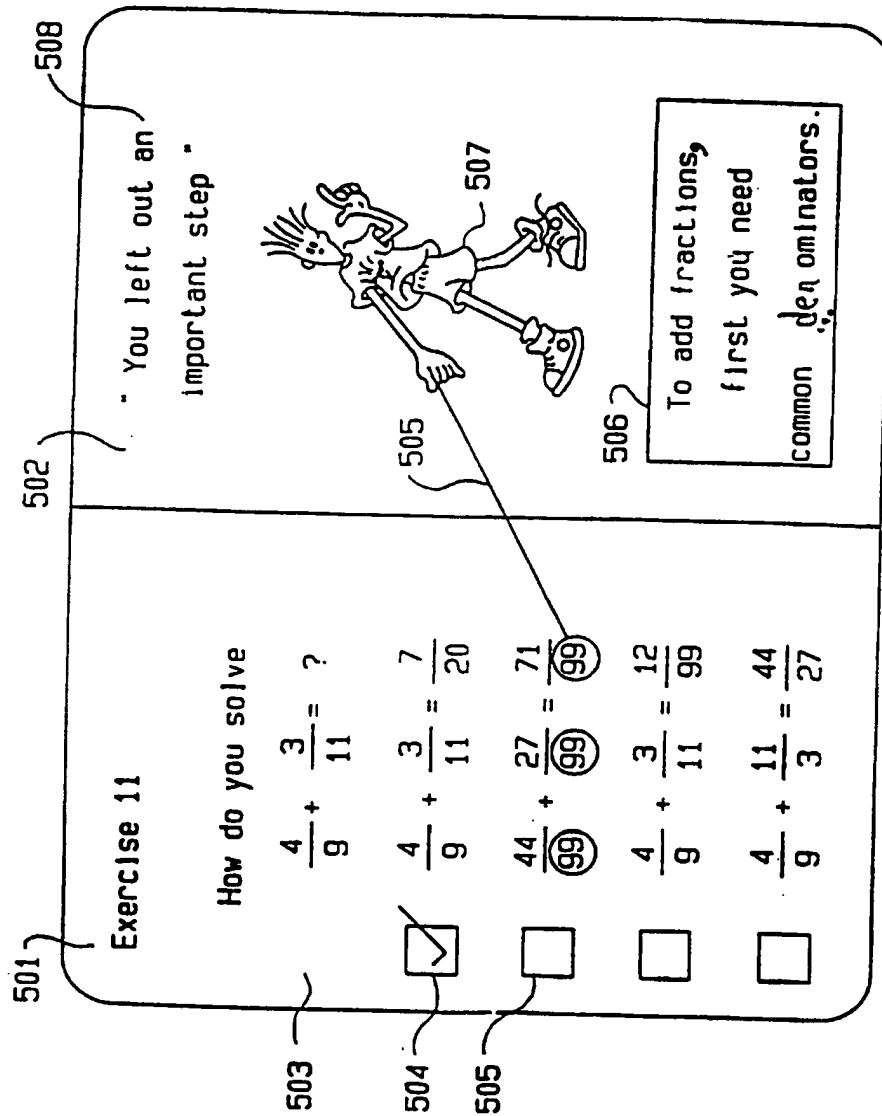 501
Exercise 11
How do you solve
503
4/9 + 3/11 = ?
504
4/9 + 3/11 = 7/20
505
44/99 + 27/99 = 71/99
4/9 + 3/11 = 12/99
4/9 + 11/3 = 44/27
502
508
" You left out an
important step "
505
507
506
To add fractions,
first you need
common denominators.